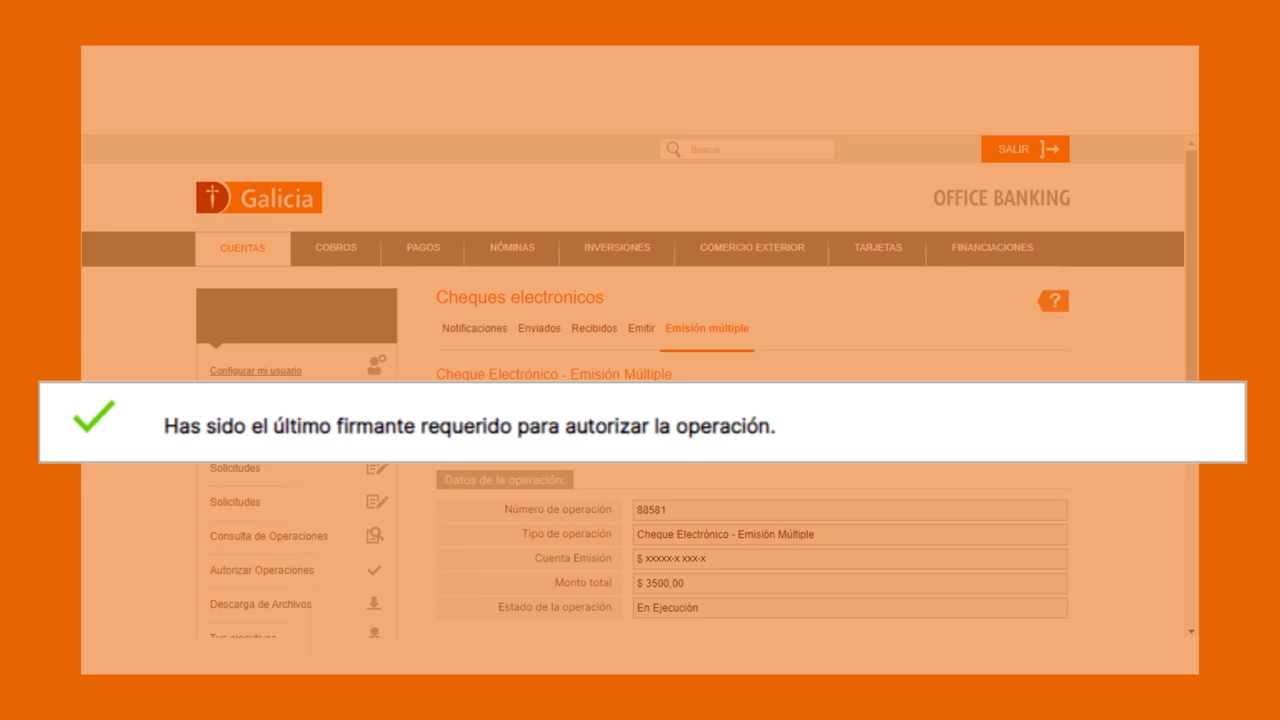 Buscar
SALIR
Galicia
OFFICE BANKING
CUENTAS COBROS PAGOS NÓMINAS INVERSIONES COMERCIO EXTERIOR TARJETAS FINANCIACIONES
Cheques electronicos
?
Notificaciones Enviados Recibidos Emitir Emisión múltiple
Configurar mi usuario
Cheque Electrónico - Emisión Múltiple
Has sido el último firmante requerido para autorizar la operación.
Solicitudes
Datos de la operación:
Solicitudes
Número de operación 88581
Consulta de Operaciones
Tipo de operación Cheque Electrónico - Emisión Múltiple
Cuenta Emisión $ xxxxx-x xxx-x
Autorizar Operaciones
Monto total $ 3500,00
Descarga de Archivos
Estado de la operación En Ejecución
Tus ejecutivos